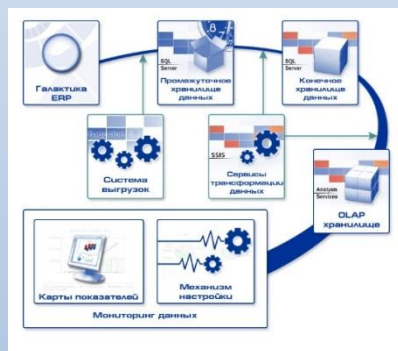 Галактика
ERP
SQL
Server
Промежуточное
хранилище
данных
SQL
Server
Конечное
хранилище
данных
Система
выгрузок
SSIS
Сервисы
трансформации
данных
Analysis
Services
OLAP
хранилище
Карты показателей
Механизм
настройки
Мониторинг данных